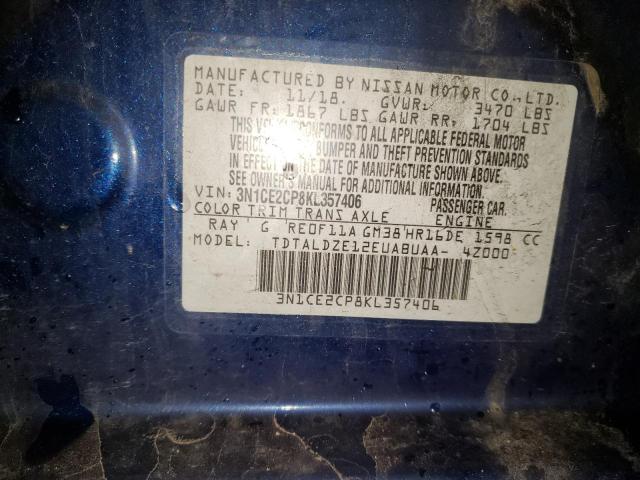 MANUFACTURED BY NISSAN MOTOR CO.,LTD.
DATE: 11/18. GVWR: 3470 LBS
GAWR FR: 1867 LBS GAWR RR: 1704 LBS
THIS VEHICLE CONFORMS TO ALL APPLICABLE FEDERAL MOTOR
VEHICLE BUMPER AND THEFT PREVENTION STANDARDS
IN EFFECT ON THE DATE OF MANUFACTURE SHOWN ABOVE.
SEE OWNER'S MANUAL FOR ADDITIONAL INFORMATION.
VIN: 3N1CE2CP8KL357406 PASSENGER CAR.
COLOR TRIM TRANS AXLE ENGINE
RAY G RE0F11A GM38 HR16DE 1598 CC
MODEL: TDTALDZE12EUABUAA- 4Z000
3N1CE2CP8KL357406